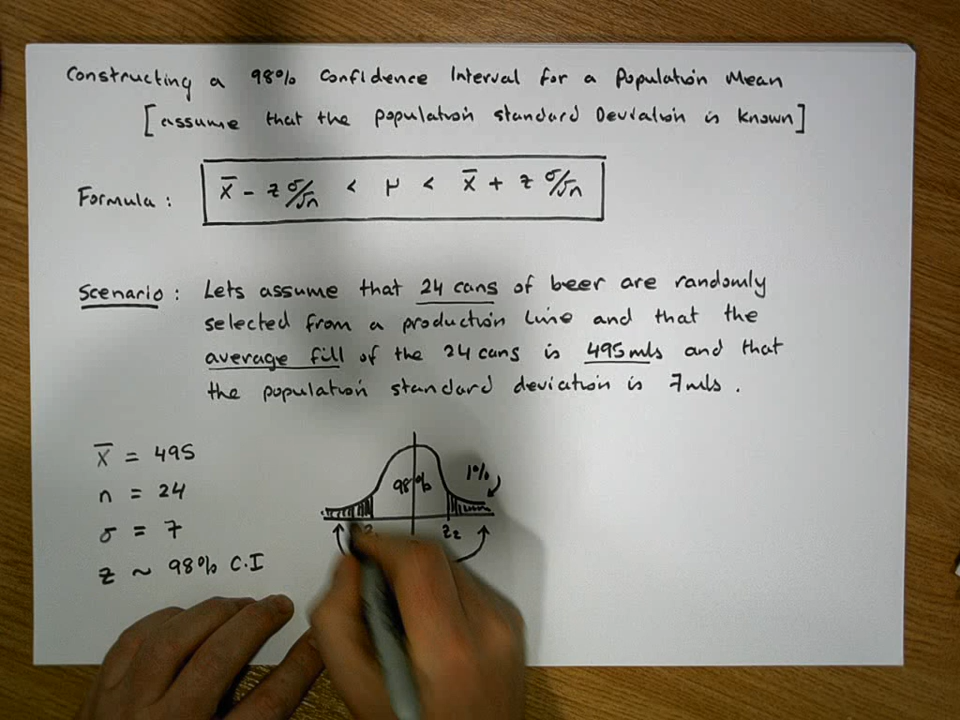 Constructing a 98% Confidence Interval for a Population Mean
[assume that the population standard Deviation is known]
Formula : x̄ - z σ/√n < μ < x̄ + z σ/√n
Scenario : Lets assume that 24 cans of beer are randomly
selected from a production line and that the
average fill of the 24 cans is 495mls and that
the population standard deviation is 7mls.
x̄ = 495
n = 24
σ = 7
z ~ 98% C.I
1%
98%
z₂